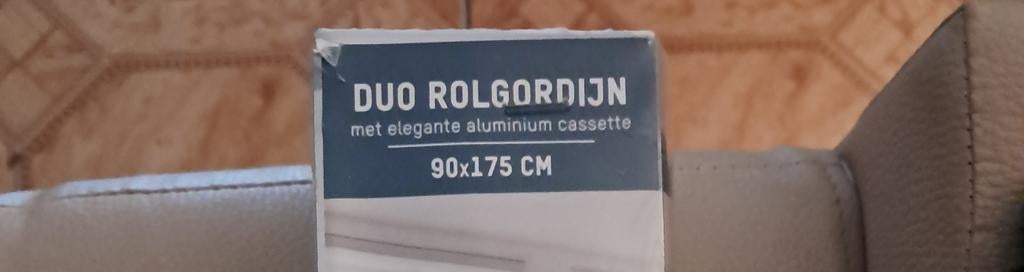 DUO ROLGORDIJN
met elegante aluminium cassette
90x175 CM